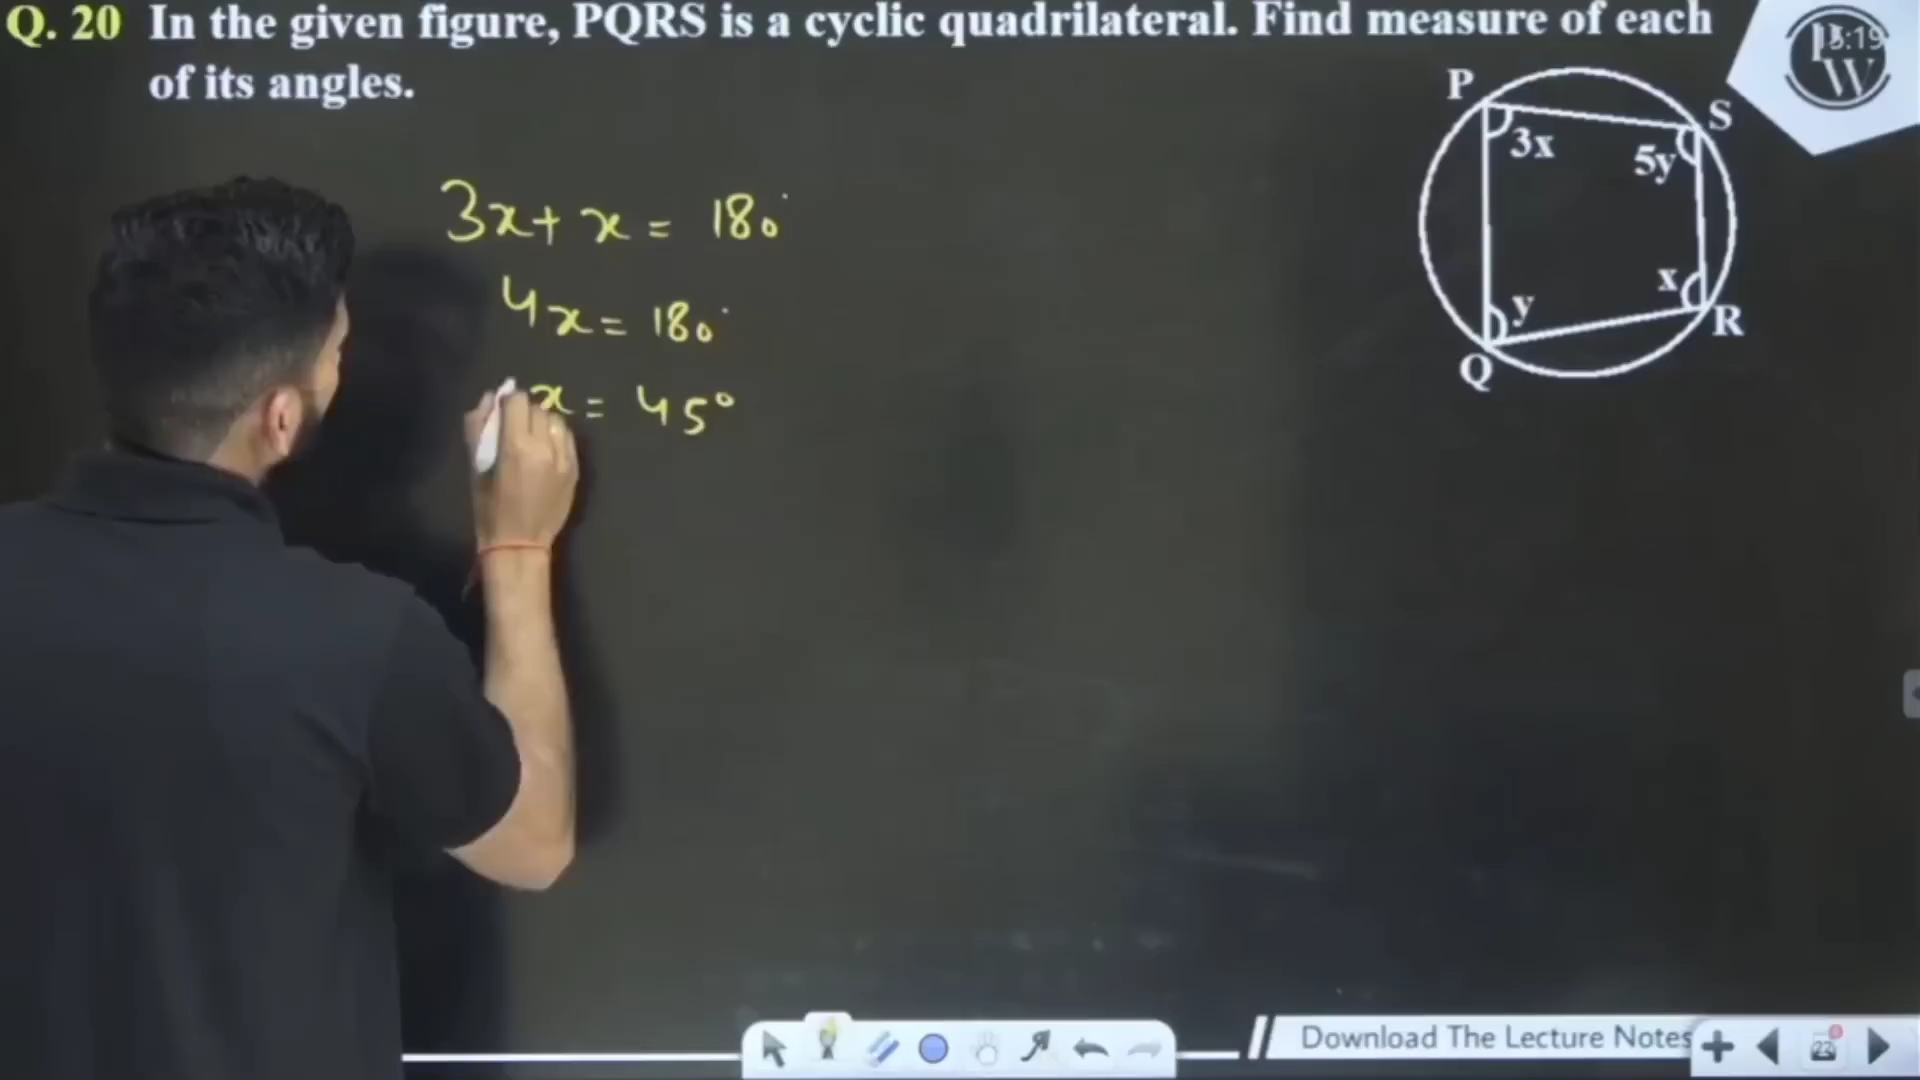 Q. 20 In the given figure, PQRS is a cyclic quadrilateral. Find measure of each
of its angles.
P
S
3x
5y
x
y
R
Q
3x + x = 180°
4x = 180°
x = 45°
Download The Lecture Notes
22